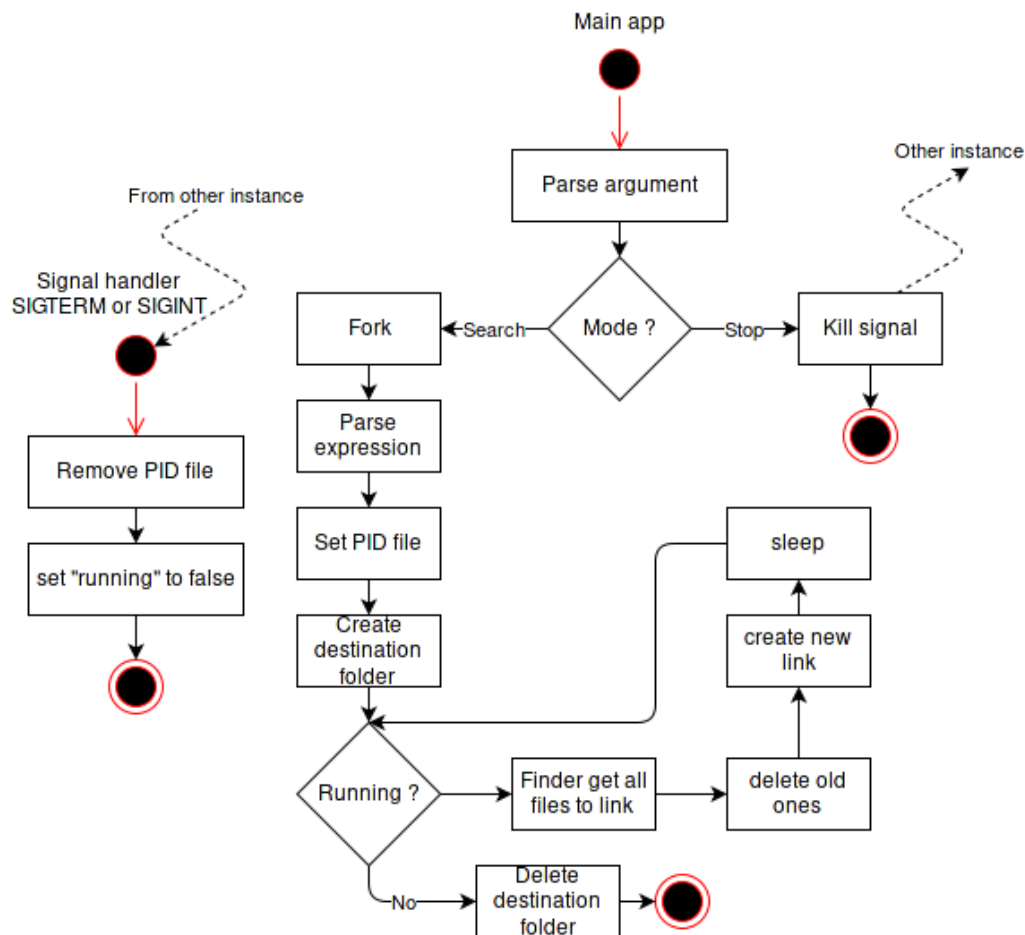 Main app
Parse argument
Other instance
From other instance
Signal handler
SIGTERM or SIGINT
Fork
Search
Mode ?
Stop
Kill signal
Parse
expression
Remove PID file
Set PID file
sleep
set "running" to false
Create
destination
folder
create new
link
Running ?
Finder get all
files to link
delete old
ones
No
Delete
destination
folder